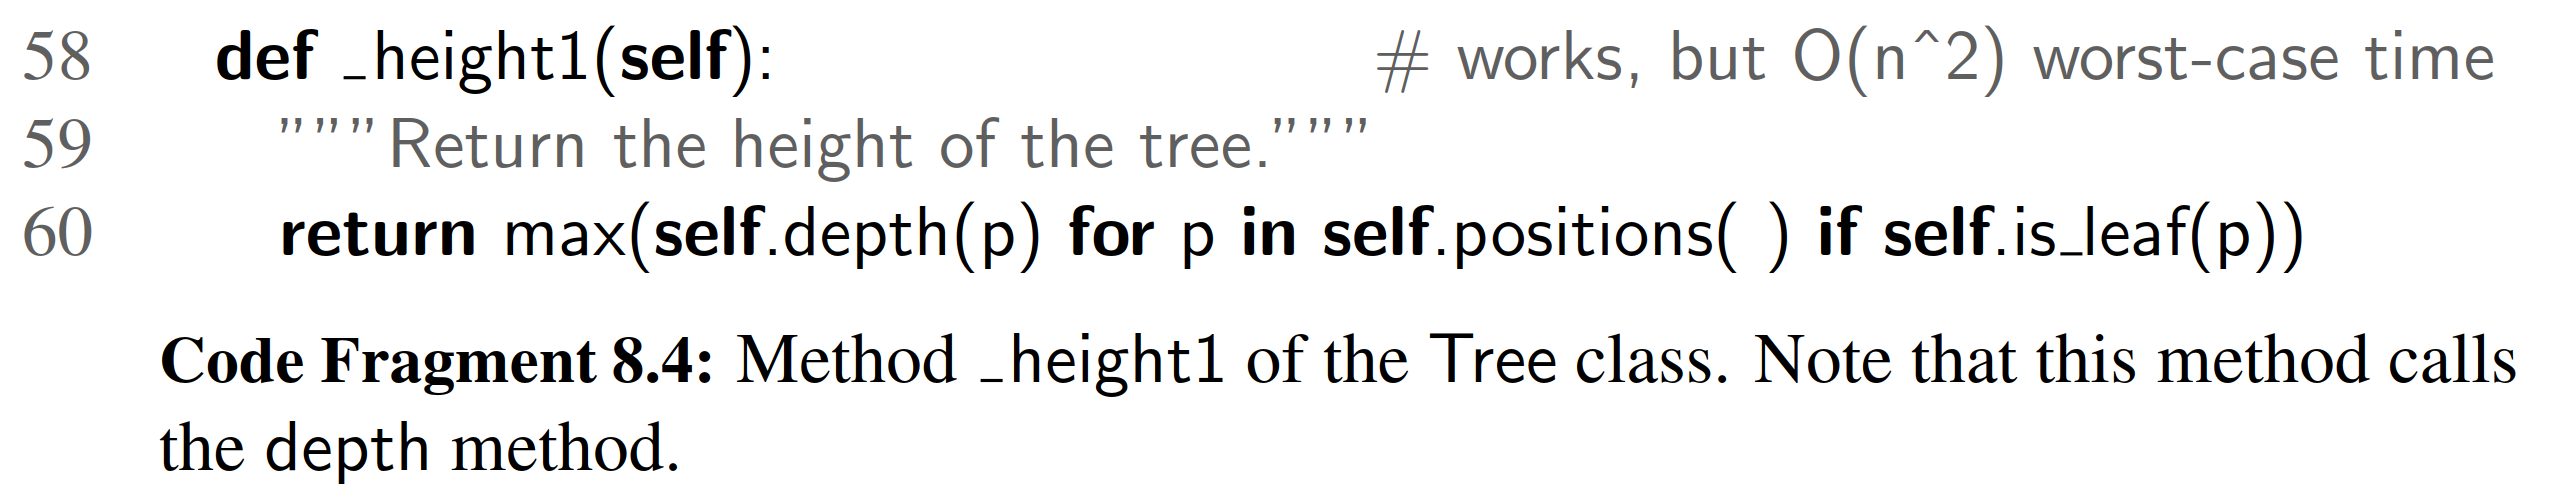 58 def _height1(self): # works, but O(n^2) worst-case time
59 """Return the height of the tree."""
60 return max(self.depth(p) for p in self.positions( ) if self.is_leaf(p))
Code Fragment 8.4: Method _height1 of the Tree class. Note that this method calls
the depth method.